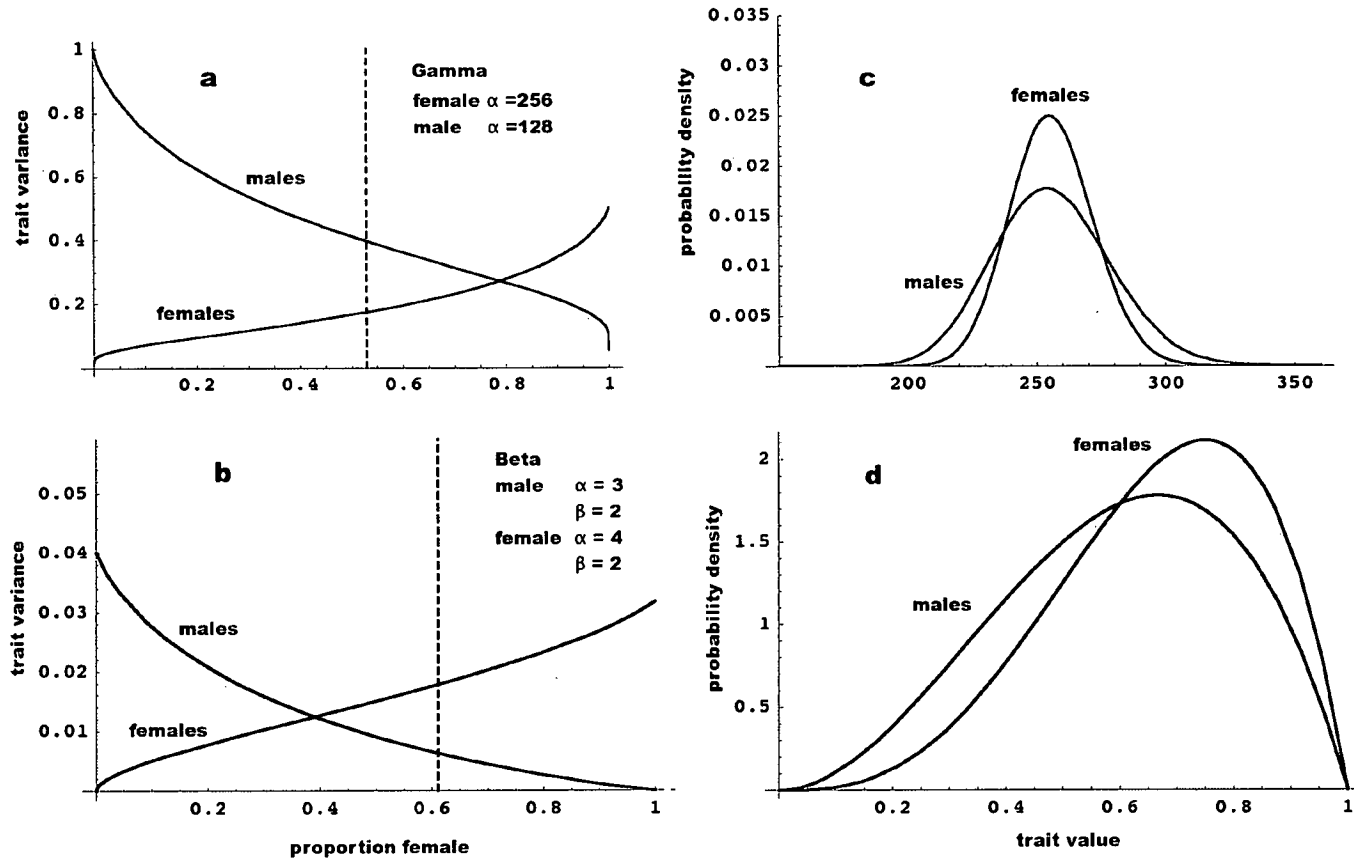 a
Gamma
female α =256
male α =128
males
females
trait variance
1
0.8
0.6
0.4
0.2
0.2 0.4 0.6 0.8 1
c
females
males
probability density
0.035
0.03
0.025
0.02
0.015
0.01
0.005
200 250 300 350
b
Beta
male α = 3
β = 2
female α = 4
β = 2
males
females
trait variance
0.05
0.04
0.03
0.02
0.01
0.2 0.4 0.6 0.8 1
proportion female
d
females
males
probability density
2
1.5
1
0.5
0.2 0.4 0.6 0.8 1
trait value